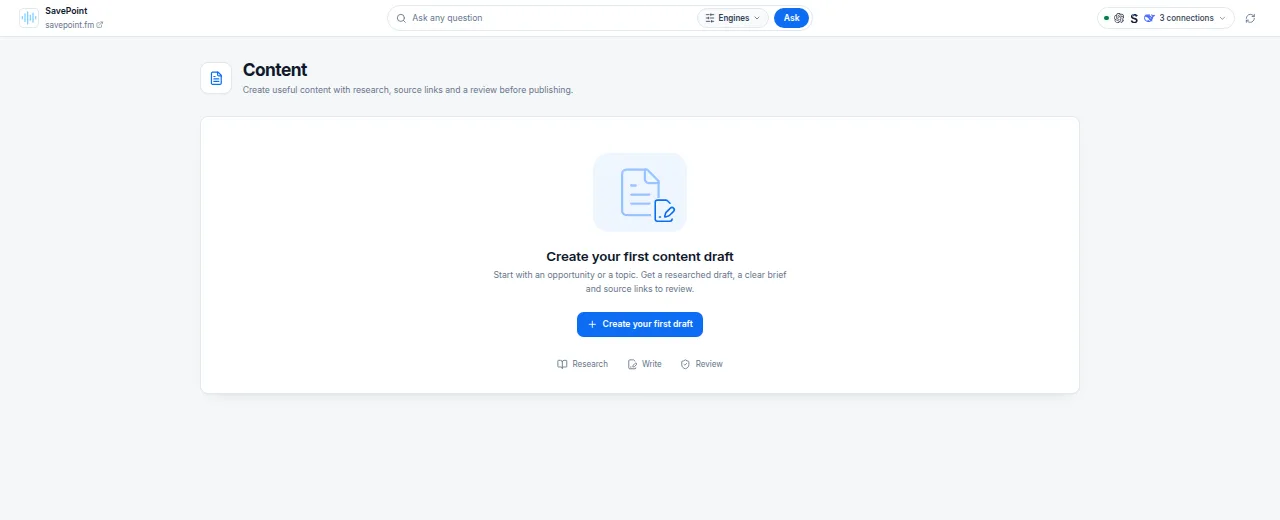 SavePoint
savepoint.fm
Ask any question
Engines
Ask
3 connections
Content
Create useful content with research, source links and a review before publishing.
Create your first content draft
Start with an opportunity or a topic. Get a researched draft, a clear brief
and source links to review.
Create your first draft
Research
Write
Review